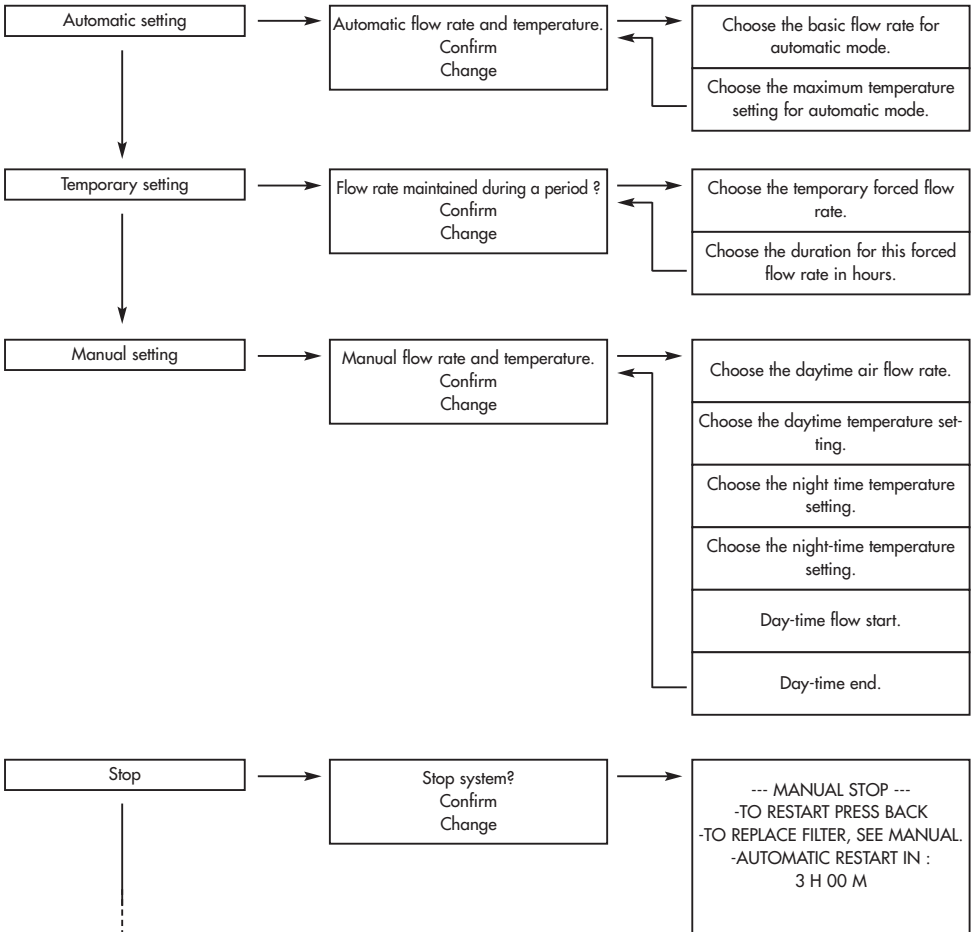 Automatic setting
Automatic flow rate and temperature.
Confirm
Change
Choose the basic flow rate for
automatic mode.
Choose the maximum temperature
setting for automatic mode.
Temporary setting
Flow rate maintained during a period ?
Confirm
Change
Choose the temporary forced flow
rate.
Choose the duration for this forced
flow rate in hours.
Manual setting
Manual flow rate and temperature.
Confirm
Change
Choose the daytime air flow rate.
Choose the daytime temperature set-
ting.
Choose the night time temperature
setting.
Choose the night-time temperature
setting.
Day-time flow start.
Day-time end.
Stop
Stop system?
Confirm
Change
--- MANUAL STOP ---
-TO RESTART PRESS BACK
-TO REPLACE FILTER, SEE MANUAL.
-AUTOMATIC RESTART IN :
3 H 00 M